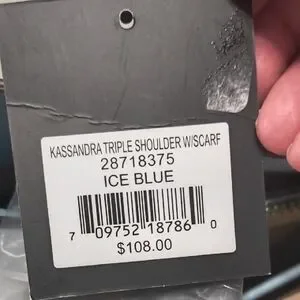 KASSANDRA TRIPLE SHOULDER W/SCARF
28718375
ICE BLUE
7 09752 18786 0
$108.00